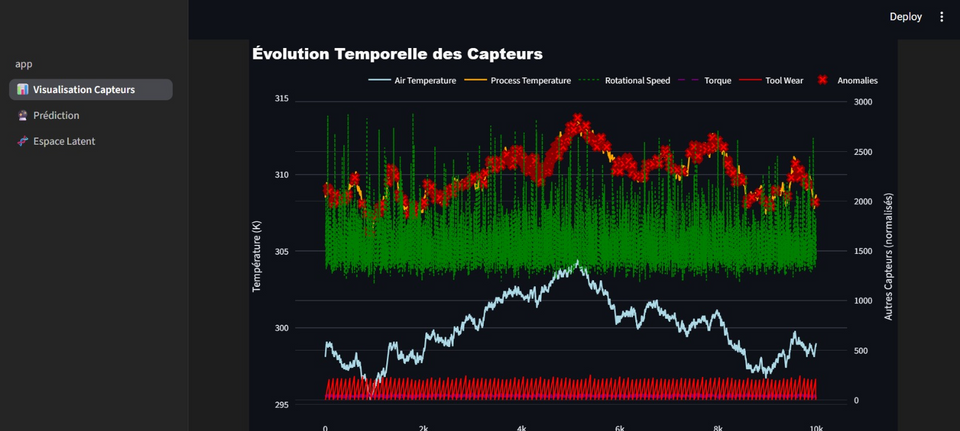 Deploy
app
Visualisation Capteurs
Prédiction
Espace Latent
Évolution Temporelle des Capteurs
Air Temperature Process Temperature Rotational Speed Torque Tool Wear Anomalies
315
310
305
300
295
Température (K)
3000
2500
2000
1500
1000
500
0
Autres Capteurs (normalisés)
0 2k 4k 6k 8k 10k